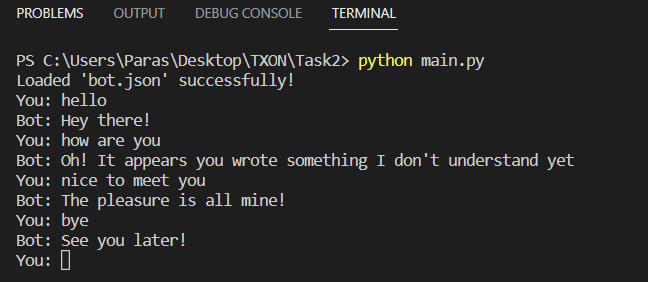 PROBLEMS OUTPUT DEBUG CONSOLE TERMINAL
PS C:\Users\Paras\Desktop\TXON\Task2> python main.py
Loaded 'bot.json' successfully!
You: hello
Bot: Hey there!
You: how are you
Bot: Oh! It appears you wrote something I don't understand yet
You: nice to meet you
Bot: The pleasure is all mine!
You: bye
Bot: See you later!
You: